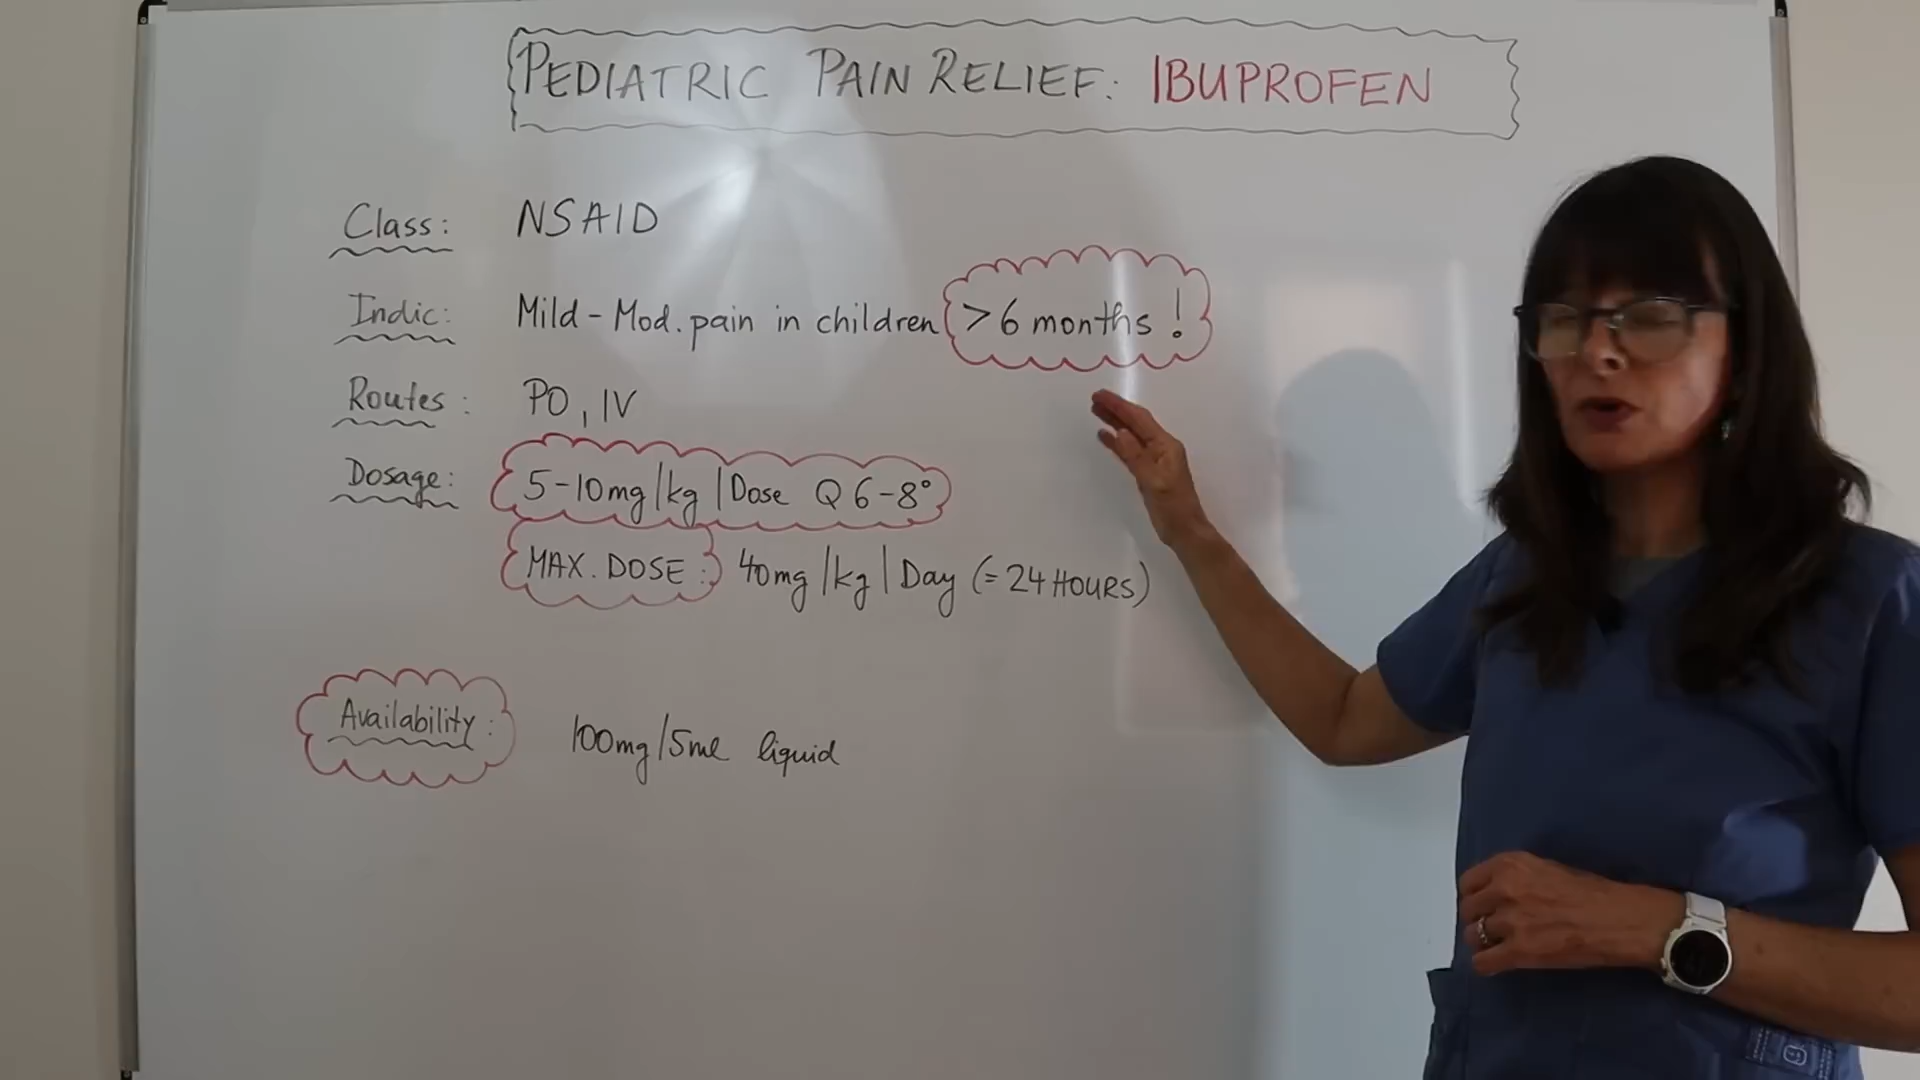 PEDIATRIC PAIN RELIEF: IBUPROFEN
Class: NSAID
Indic: Mild - Mod. pain in children > 6 months !
Routes: PO, IV
Dosage: 5-10mg/kg/Dose Q 6-8°
MAX. DOSE: 40mg/kg/Day (= 24 HOURS)
Availability: 100mg/5ml liquid